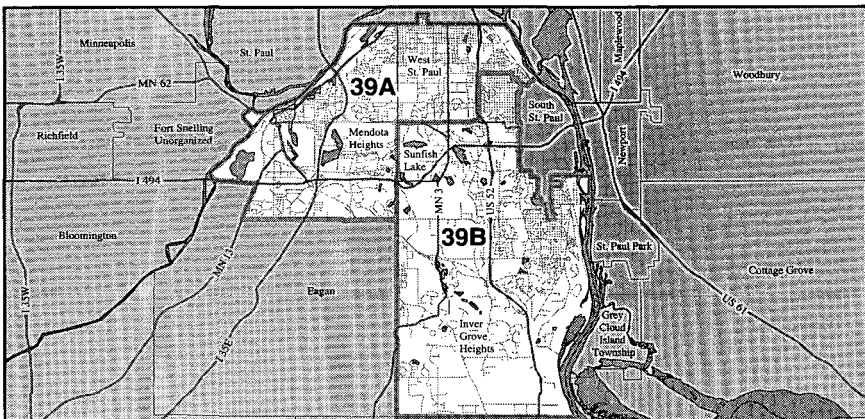 Minneapolis
St. Paul
I 35W
MN 62
West
St. Paul
39A
Maplewood
Woodbury
I 494
South
St. Paul
Richfield
Fort Snelling
Unorganized
Mendota
Heights
Sunfish
Lake
Newport
I 494
MN 3
US 52
Bloomington
39B
St. Paul Park
MN 13
Cottage Grove
Eagan
I 35W
I 35E
US 61
Inver
Grove
Heights
Grey
Cloud
Island
Township